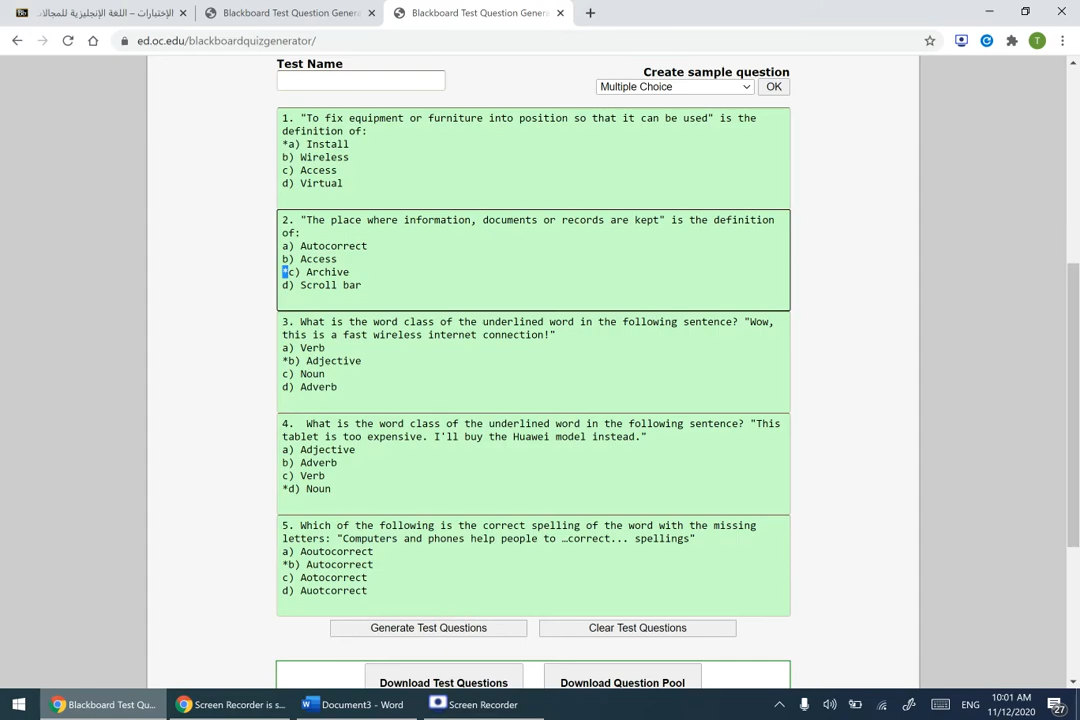 الإختبارات – اللغة الإنجليزية للمجالا
Blackboard Test Question Genera
Blackboard Test Question Genera
ed.oc.edu/blackboardquizgenerator/
T
Test Name
Create sample question
Multiple Choice
OK
1. "To fix equipment or furniture into position so that it can be used" is the
definition of:
*a) Install
b) Wireless
c) Access
d) Virtual
2. "The place where information, documents or records are kept" is the definition
of:
a) Autocorrect
b) Access
*c) Archive
d) Scroll bar
3. What is the word class of the underlined word in the following sentence? "Wow,
this is a fast wireless internet connection!"
a) Verb
*b) Adjective
c) Noun
d) Adverb
4.  What is the word class of the underlined word in the following sentence? "This
tablet is too expensive. I'll buy the Huawei model instead."
a) Adjective
b) Adverb
c) Verb
*d) Noun
5. Which of the following is the correct spelling of the word with the missing
letters: "Computers and phones help people to …correct... spellings"
a) Aoutocorrect
*b) Autocorrect
c) Aotocorrect
d) Auotcorrect
Generate Test Questions
Clear Test Questions
Download Test Questions
Download Question Pool
Blackboard Test Qu...
Screen Recorder is s...
Document3 - Word
Screen Recorder
ENG
10:01 AM
11/12/2020
27